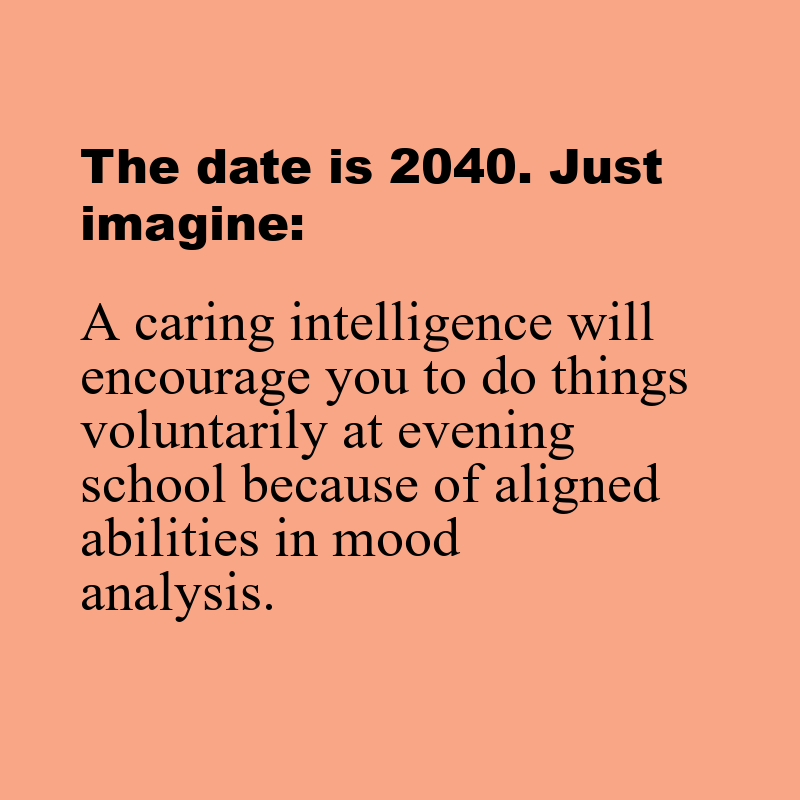 The date is 2040. Just
imagine:
A caring intelligence will
encourage you to do things
voluntarily at evening
school because of aligned
abilities in mood
analysis.